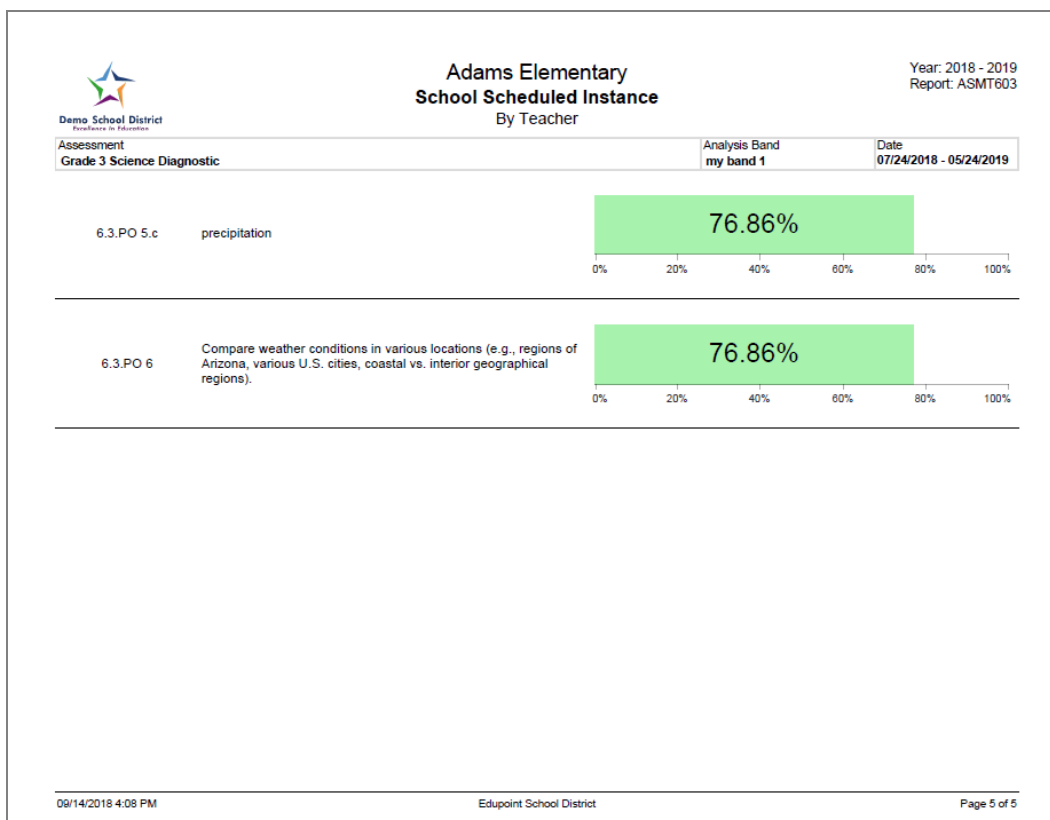 Demo School District
Excellence in Education
Adams Elementary
School Scheduled Instance
By Teacher
Year: 2018 - 2019
Report: ASMT603
Assessment
Grade 3 Science Diagnostic
Analysis Band
my band 1
Date
07/24/2018 - 05/24/2019
6.3.PO 5.c
precipitation
76.86%
0% 20% 40% 60% 80% 100%
6.3.PO 6
Compare weather conditions in various locations (e.g., regions of
Arizona, various U.S. cities, coastal vs. interior geographical
regions).
76.86%
0% 20% 40% 60% 80% 100%
09/14/2018 4:08 PM
Edupoint School District
Page 5 of 5